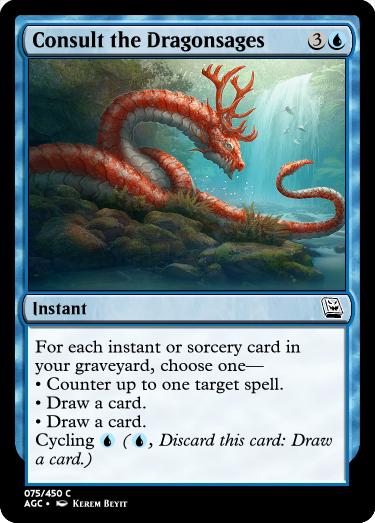 Consult the Dragonsages 3
Instant
For each instant or sorcery card in
your graveyard, choose one—
• Counter up to one target spell.
• Draw a card.
• Draw a card.
Cycling (, Discard this card: Draw
a card.)
075/450 C
AGC • Kerem Beyit